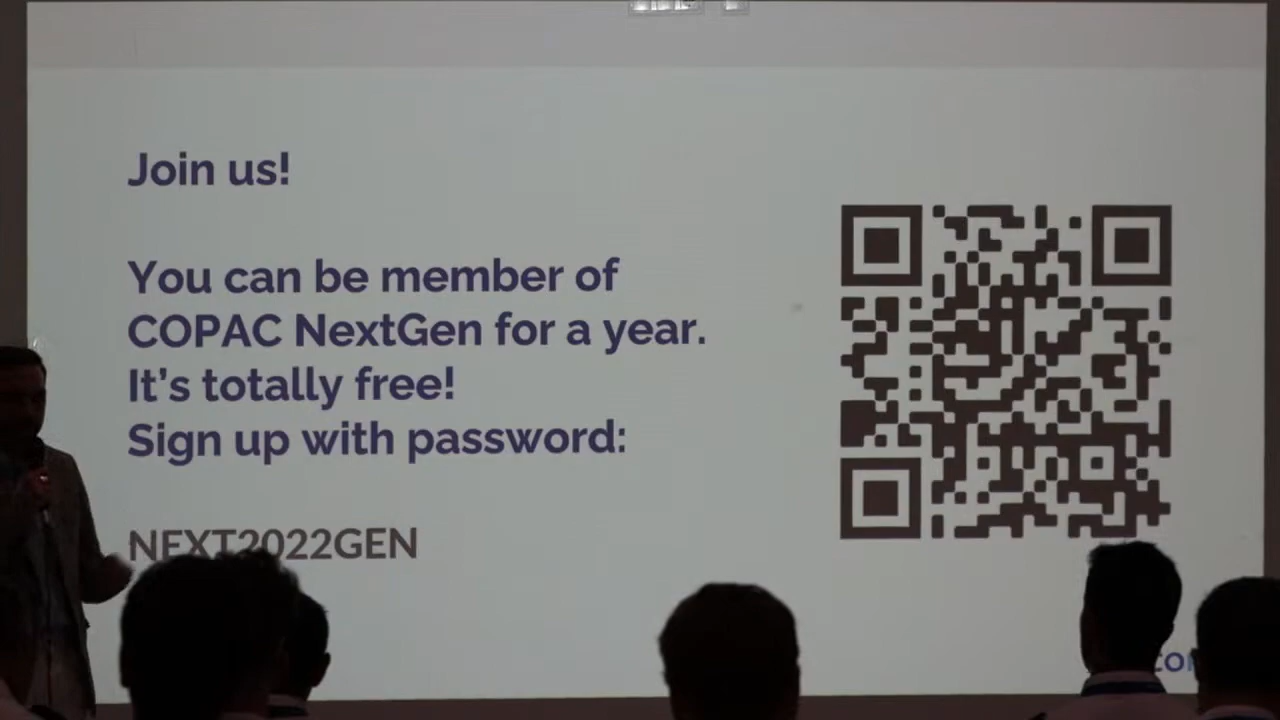 Join us!
You can be member of
COPAC NextGen for a year.
It's totally free!
Sign up with password:
NEXT2022GEN